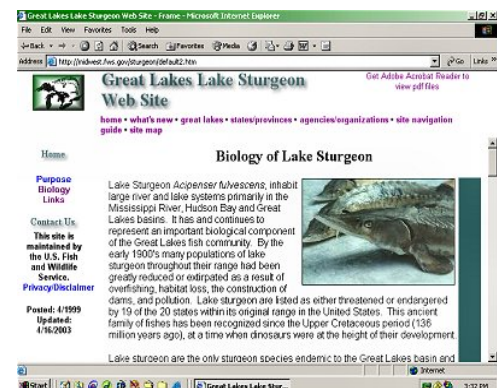 Great Lakes Lake Sturgeon Web Site - Frame - Microsoft Internet Explorer
File Edit View Favorites Tools Help
Back Search Favorites Media
Address http://midwest.fws.gov/sturgeon/default2.htm Go Links »
Great Lakes Lake Sturgeon
Web Site
Get Adobe Acrobat Reader to
view pdf files
home • what's new • great lakes • states/provinces • agencies/organizations • site navigation
guide • site map
Home
Purpose
Biology
Links
Contact Us
This site is
maintained by
the U.S. Fish
and Wildlife
Service.
Privacy/Disclaimer
Posted: 4/1999
Updated:
4/16/2003
Biology of Lake Sturgeon
Lake Sturgeon Acipenser fulvescens, inhabit
large river and lake systems primarily in the
Mississippi River, Hudson Bay and Great
Lakes basins. It has and continues to
represent an important biological component
of the Great Lakes fish community. By the
early 1900's many populations of lake
sturgeon throughout their range had been
greatly reduced or extirpated as a result of
overfishing, habitat loss, the construction of
dams, and pollution. Lake sturgeon are listed as either threatened or endangered
by 19 of the 20 states within its original range in the United States. This ancient
family of fishes has been recognized since the Upper Cretaceous period (136
million years ago), at a time when dinosaurs were at the height of their development.
Lake sturgeon are the only sturgeon species endemic to the Great Lakes basin and
Internet
Start Great Lakes Lake Stur... 3:32 PM